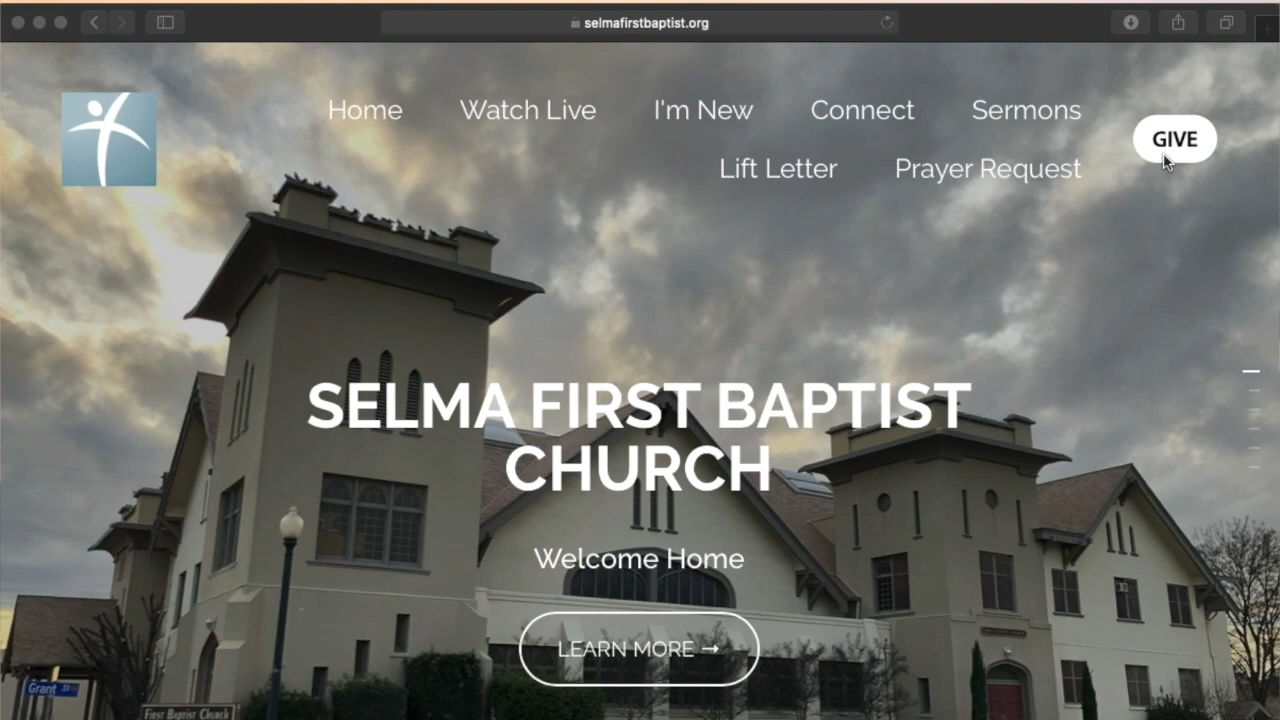 selmafirstbaptist.org
Home Watch Live I'm New Connect Sermons
GIVE
Lift Letter Prayer Request
SELMA FIRST BAPTIST
CHURCH
Welcome Home
LEARN MORE →
Grant St
First Baptist Church